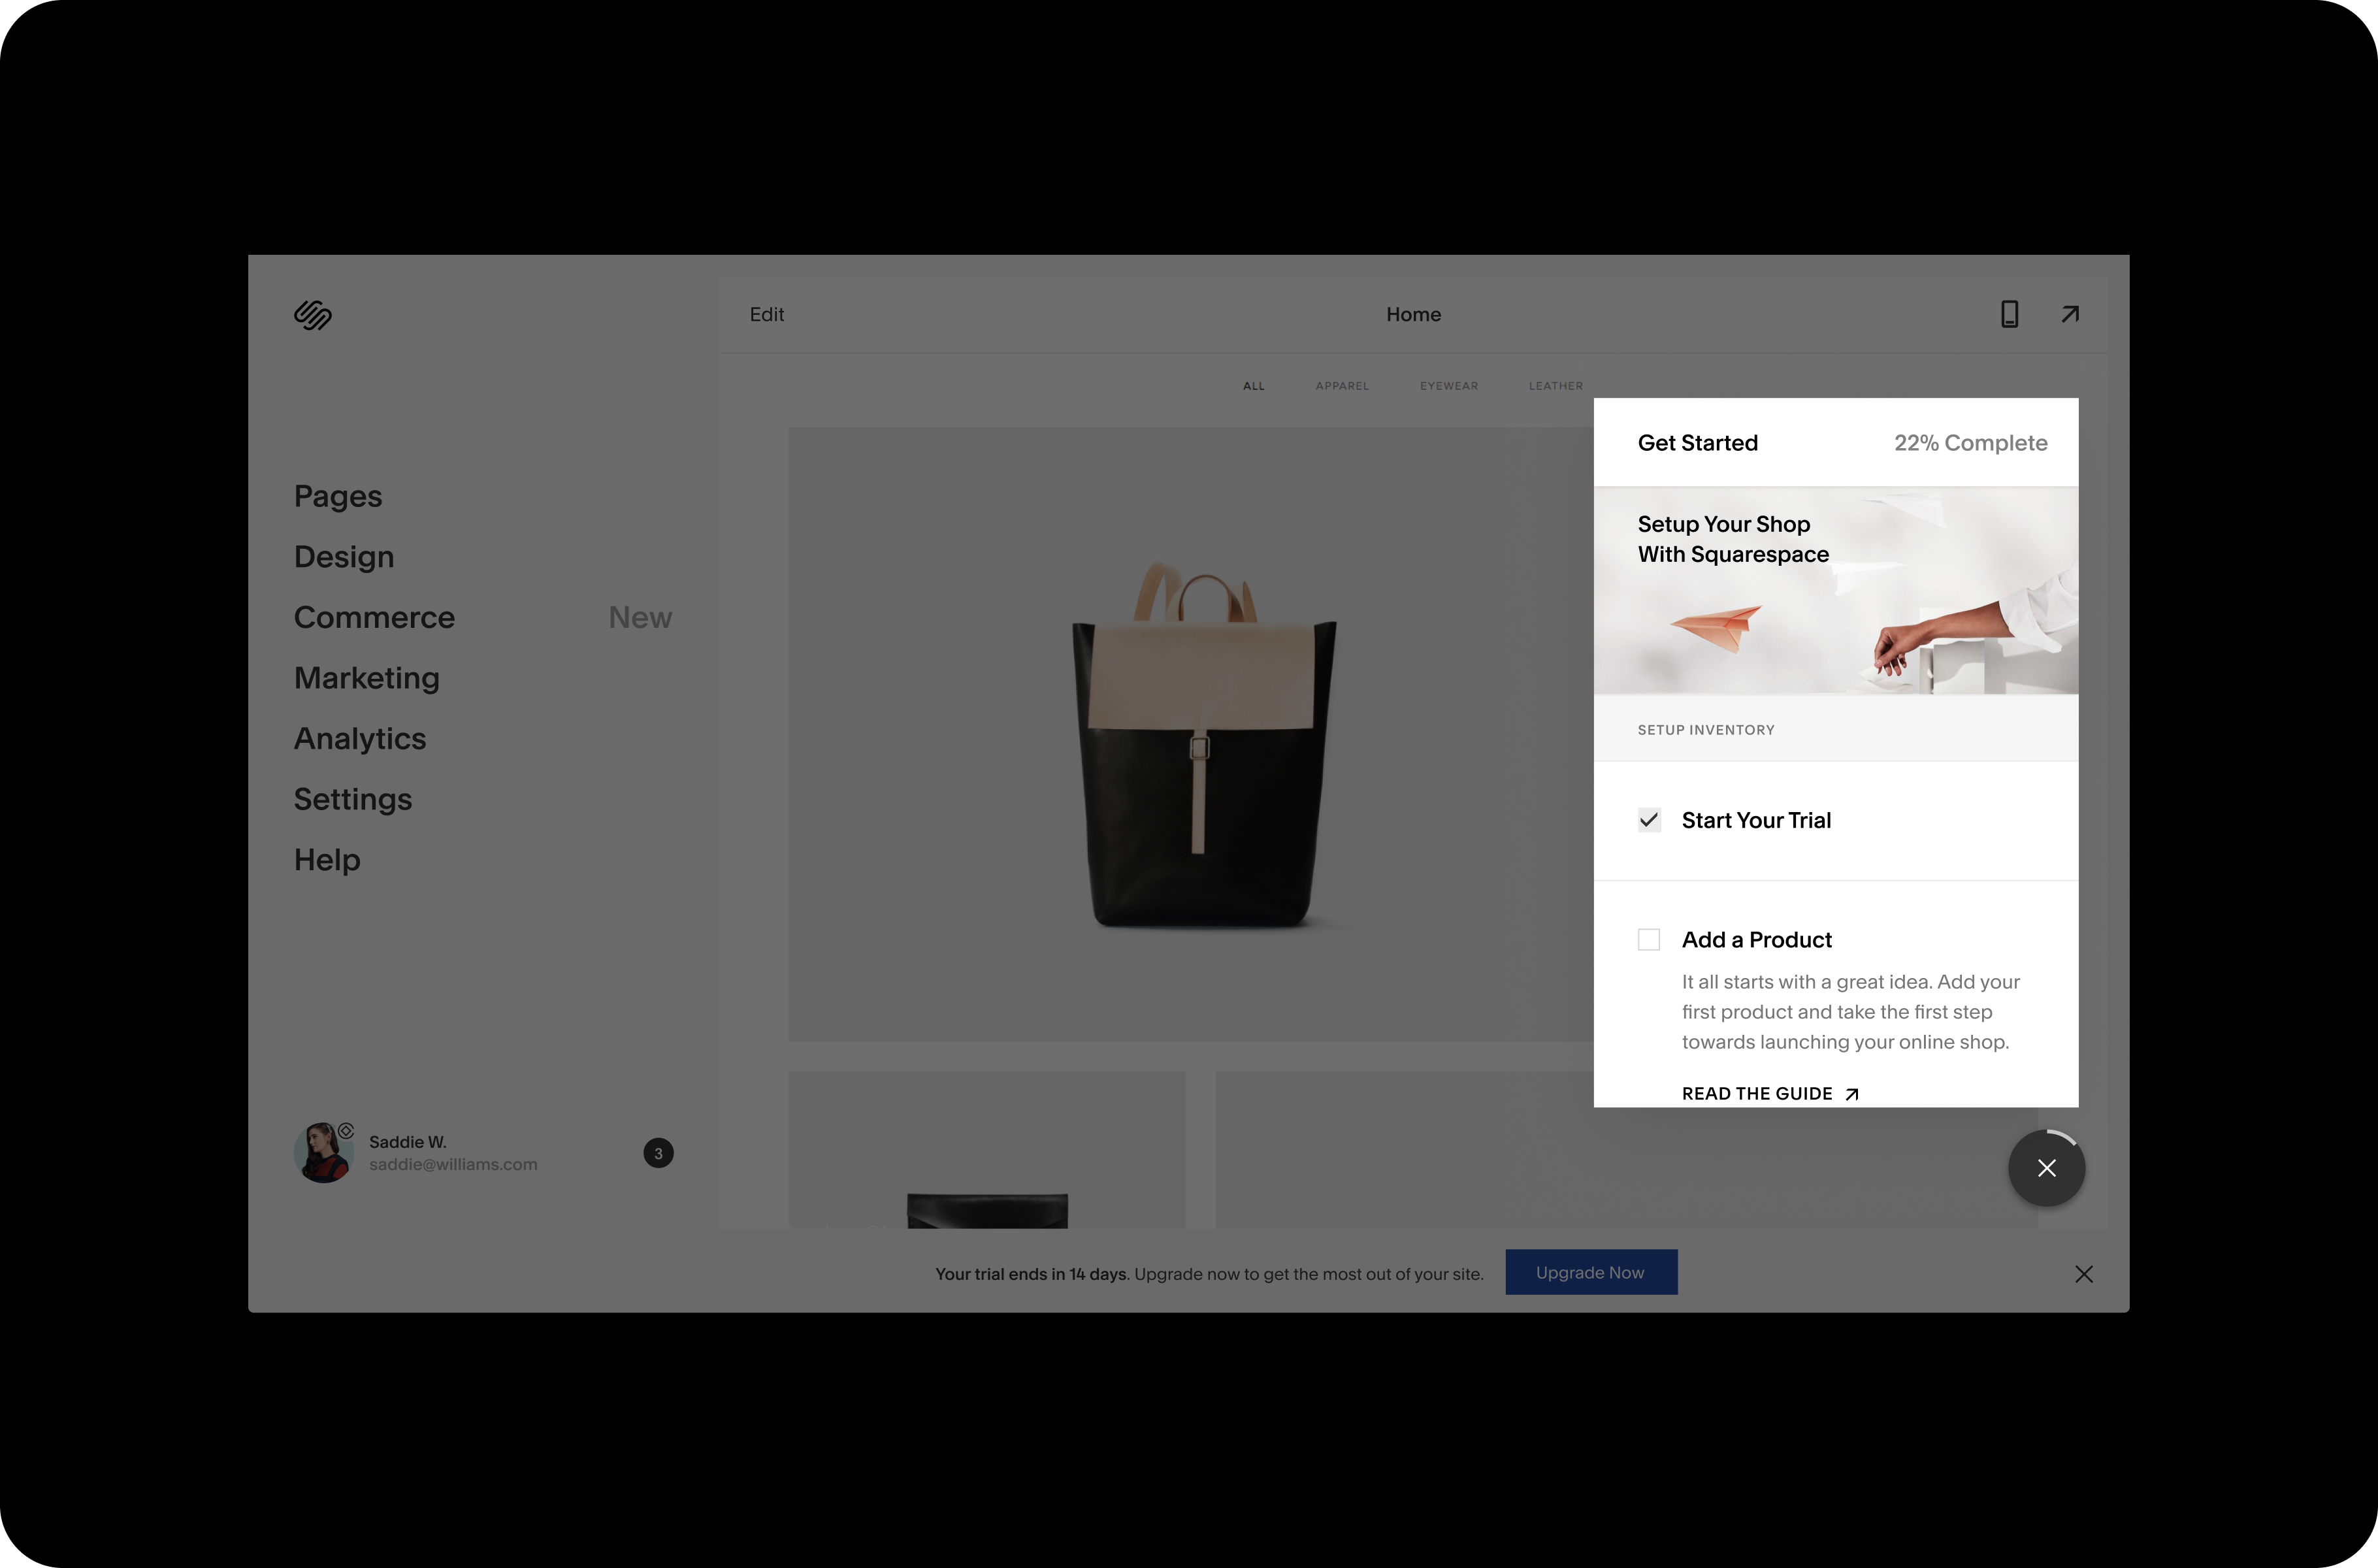 Edit
Home
ALL
APPAREL
EYEWEAR
LEATHER
Pages
Design
Commerce
New
Marketing
Analytics
Settings
Help
Saddie W.
saddie@williams.com
3
Get Started
22% Complete
Setup Your Shop
With Squarespace
SETUP INVENTORY
Start Your Trial
Add a Product
It all starts with a great idea. Add your
first product and take the first step
towards launching your online shop.
READ THE GUIDE
Your trial ends in 14 days. Upgrade now to get the most out of your site.
Upgrade Now